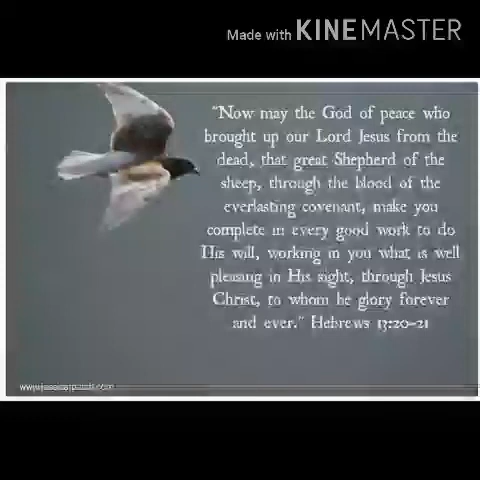 Made with KINEMASTER
"Now may the God of peace who
brought up our Lord Jesus from the
dead, that great Shepherd of the
sheep, through the blood of the
everlasting covenant, make you
complete in every good work to do
His will, working in you what is well
pleasing in His sight, through Jesus
Christ, to whom be glory forever
and ever." Hebrews 13:20-21